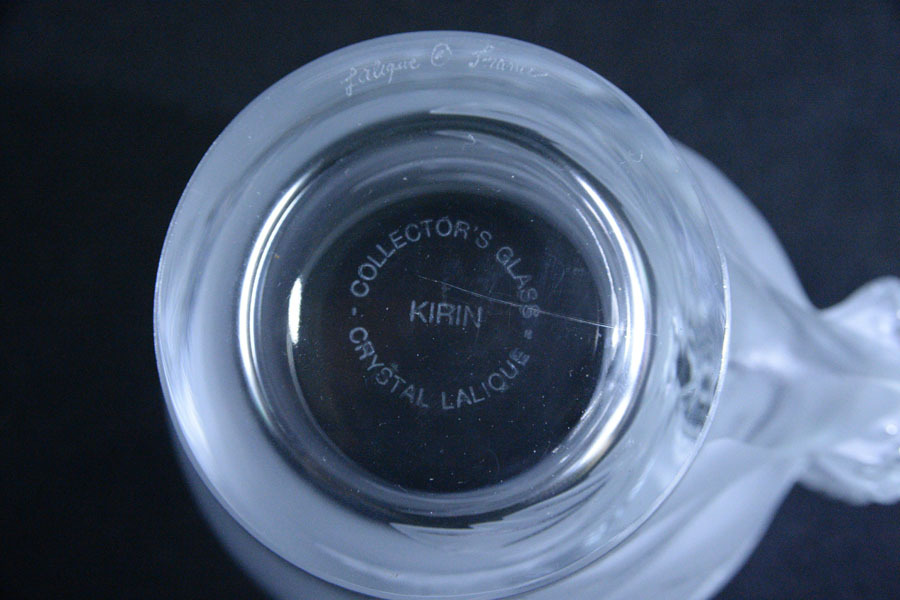 Lalique ® France
- COLLECTOR'S GLASS -
KIRIN
CRYSTAL LALIQUE